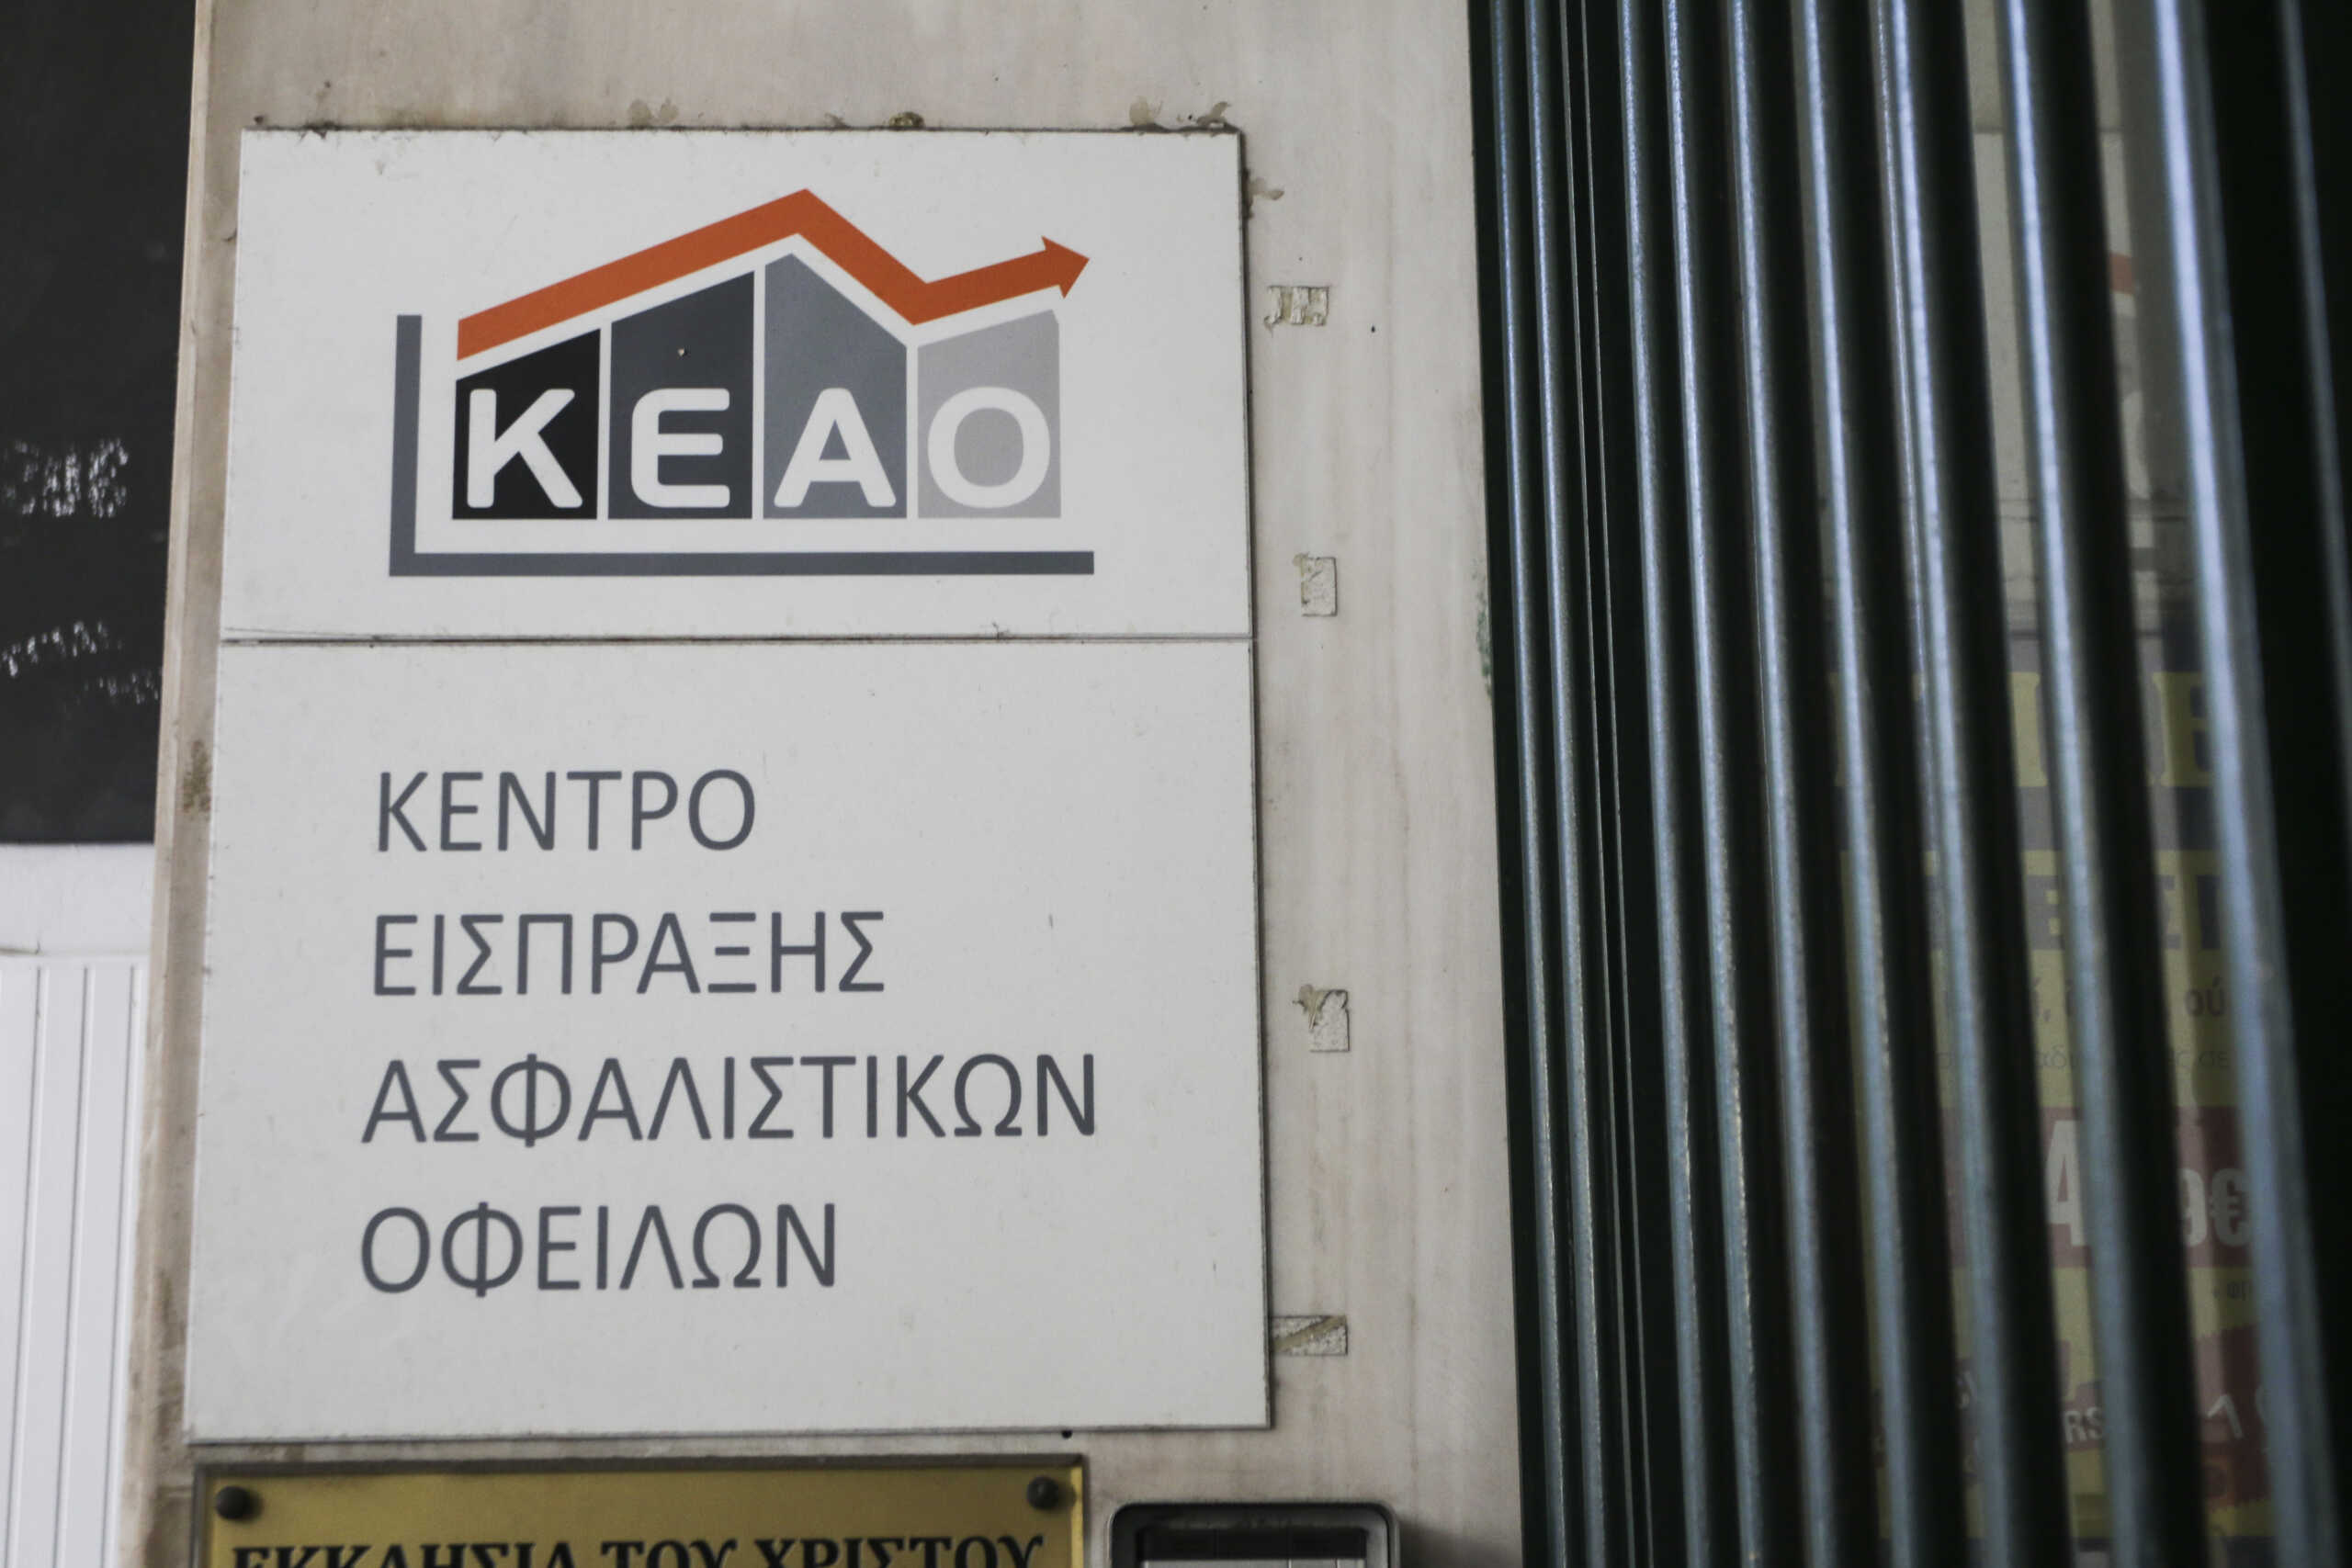 ΚΕΑΟ
ΚΕΝΤΡΟ
ΕΙΣΠΡΑΞΗΣ
ΑΣΦΑΛΙΣΤΙΚΩΝ
ΟΦΕΙΛΩΝ
ΕΚΚΛΗΣΙΑ ΤΟΥ ΧΡΙΣΤΟΥ